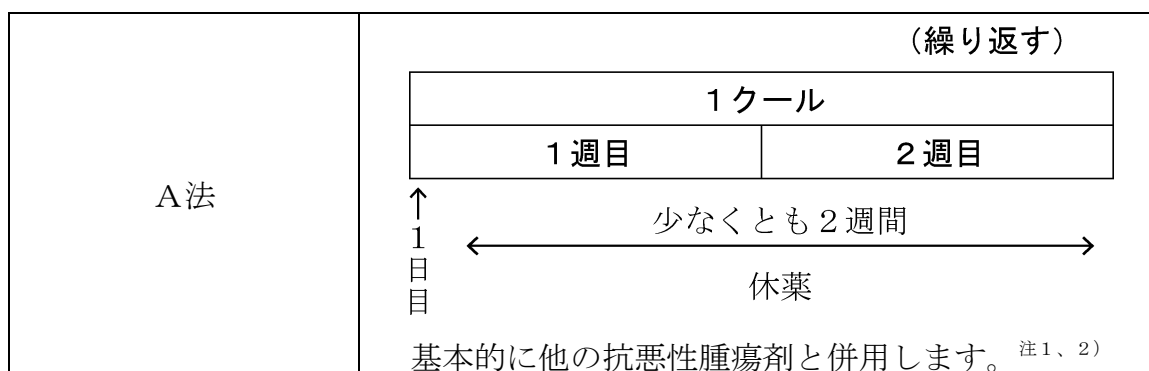 A法
（繰り返す）
１クール
１週目
２週目
↑
１日目
少なくとも２週間
休薬
基本的に他の抗悪性腫瘍剤と併用します。注１、２）